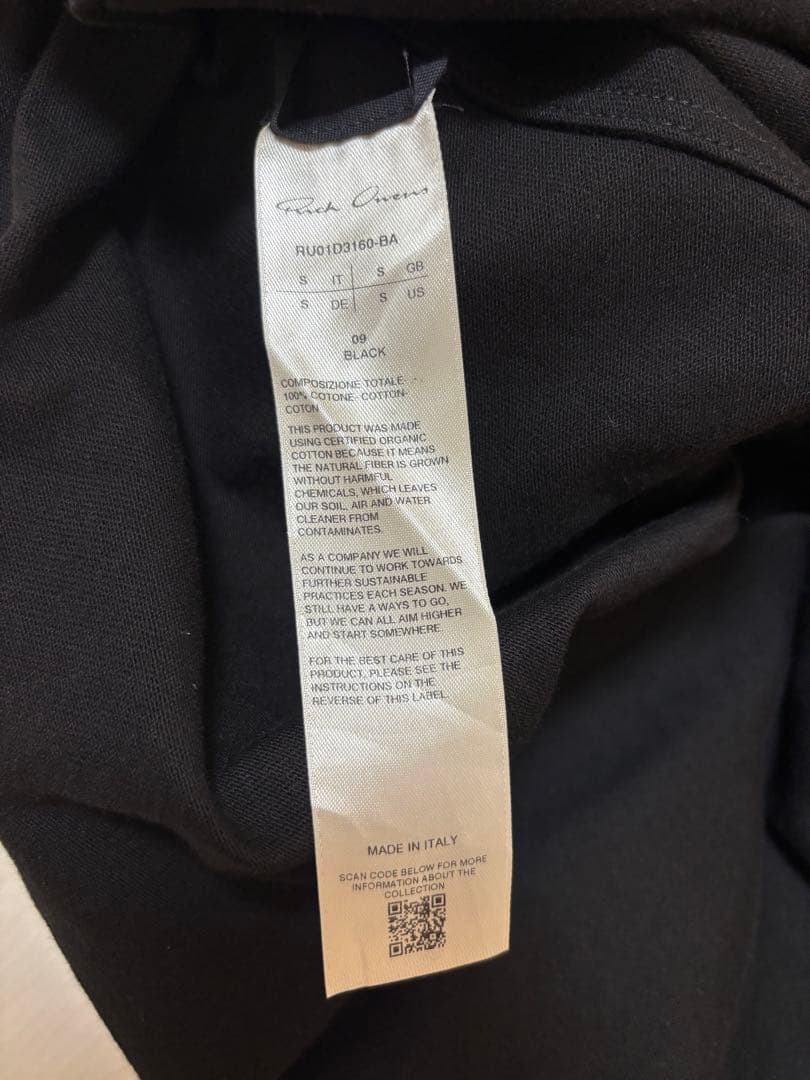 Rick Owens
RU01D3160-BA
S IT S GB
S DE S US
09
BLACK
COMPOSIZIONE TOTALE
100% COTONE- COTTON-
COTON
THIS PRODUCT WAS MADE
USING CERTIFIED ORGANIC
COTTON BECAUSE IT MEANS
THE NATURAL FIBER IS GROWN
WITHOUT HARMFUL
CHEMICALS, WHICH LEAVES
OUR SOIL, AIR AND WATER
CLEANER FROM
CONTAMINATES.
AS A COMPANY WE WILL
CONTINUE TO WORK TOWARDS
FURTHER SUSTAINABLE
PRACTICES EACH SEASON. WE
STILL HAVE A WAYS TO GO,
BUT WE CAN ALL AIM HIGHER
AND START SOMEWHERE
FOR THE BEST CARE OF THIS
PRODUCT, PLEASE SEE THE
INSTRUCTIONS ON THE
REVERSE OF THIS LABEL
MADE IN ITALY
SCAN CODE BELOW FOR MORE
INFORMATION ABOUT THE
COLLECTION